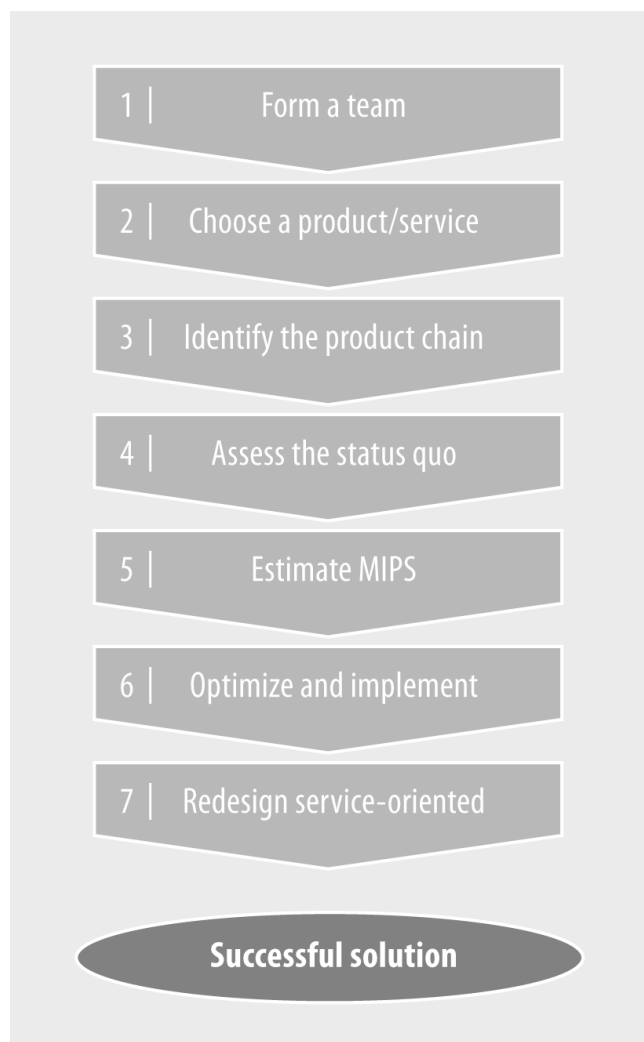 1 | Form a team
2 | Choose a product/service
3 | Identify the product chain
4 | Assess the status quo
5 | Estimate MIPS
6 | Optimize and implement
7 | Redesign service-oriented
Successful solution